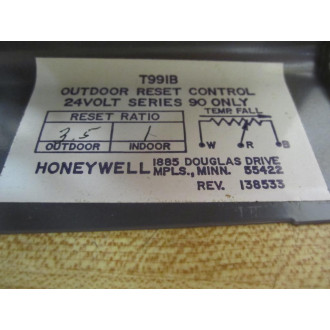 T991B
OUTDOOR RESET CONTROL
24VOLT SERIES 90 ONLY
RESET RATIO
3.5 1
OUTDOOR INDOOR
TEMP. FALL
W R B
HONEYWELL 1885 DOUGLAS DRIVE
MPLS., MINN. 55422
REV. 138533